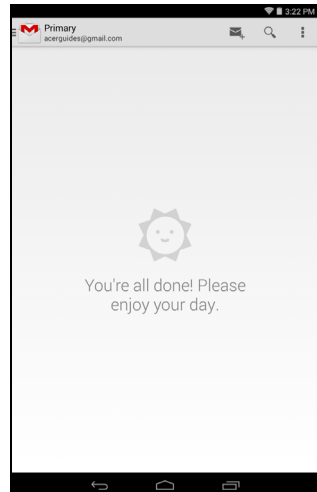 3:22 PM
Primary
acerguides@gmail.com
You're all done! Please
enjoy your day.